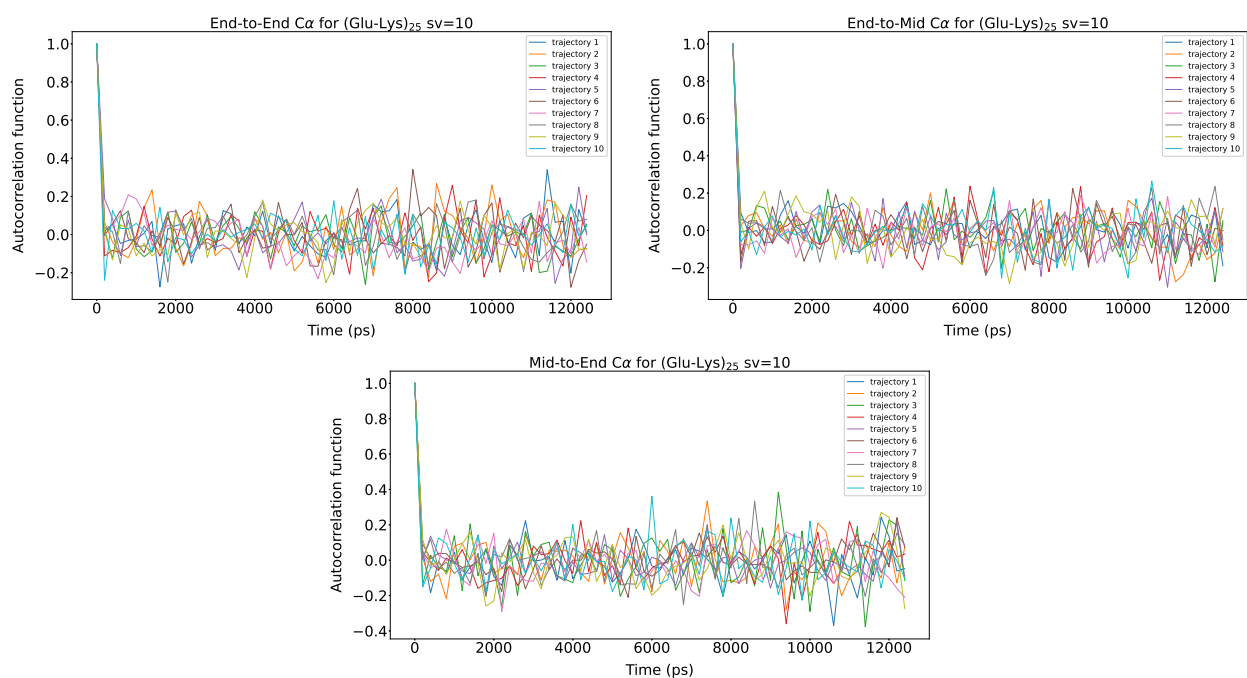 End-to-End Cα for (Glu-Lys)₂₅ sv=10
Autocorrelation function
1.0
0.8
0.6
0.4
0.2
0.0
−0.2
trajectory 1
trajectory 2
trajectory 3
trajectory 4
trajectory 5
trajectory 6
trajectory 7
trajectory 8
trajectory 9
trajectory 10
0 2000 4000 6000 8000 10000 12000
Time (ps)
End-to-Mid Cα for (Glu-Lys)₂₅ sv=10
Autocorrelation function
1.0
0.8
0.6
0.4
0.2
0.0
−0.2
trajectory 1
trajectory 2
trajectory 3
trajectory 4
trajectory 5
trajectory 6
trajectory 7
trajectory 8
trajectory 9
trajectory 10
0 2000 4000 6000 8000 10000 12000
Time (ps)
Mid-to-End Cα for (Glu-Lys)₂₅ sv=10
Autocorrelation function
1.0
0.8
0.6
0.4
0.2
0.0
−0.2
−0.4
trajectory 1
trajectory 2
trajectory 3
trajectory 4
trajectory 5
trajectory 6
trajectory 7
trajectory 8
trajectory 9
trajectory 10
0 2000 4000 6000 8000 10000 12000
Time (ps)